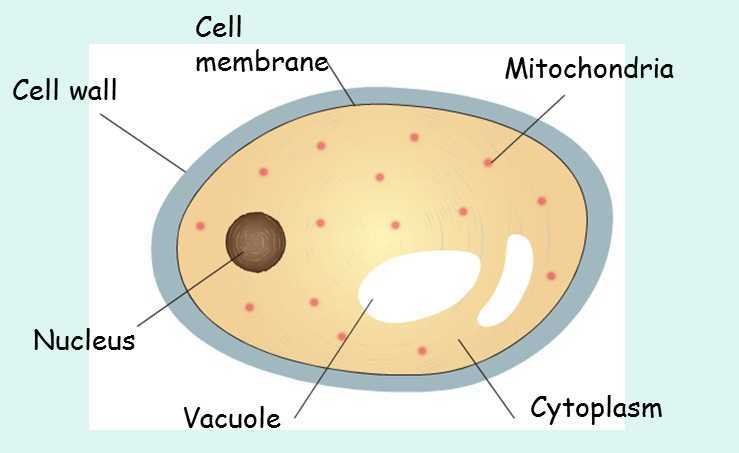 Cell
membrane
Mitochondria
Cell wall
Nucleus
Vacuole
Cytoplasm